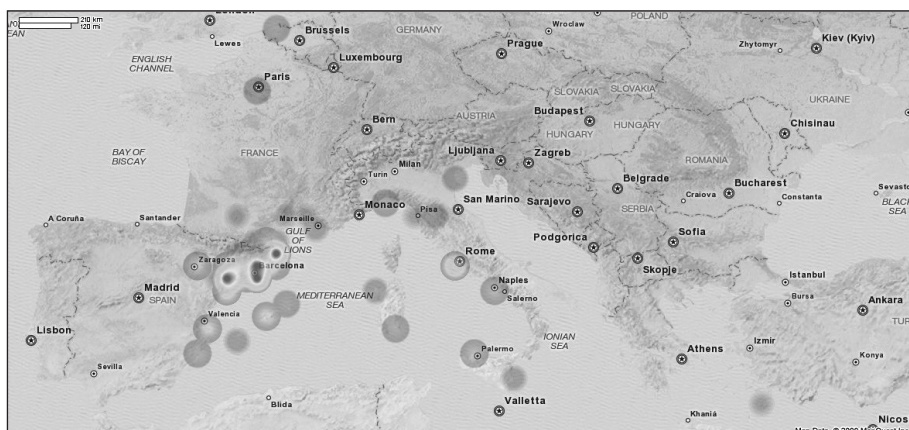 London
210 km
120 mi
Brussels
Lewes
GERMANY
Wroclaw
POLAND
Prague
Kiev (Kyiv)
Zhytomyr
ENGLISH
CHANNEL
Luxembourg
Paris
SLOVAKIA
SLOVAKIA
UKRAINE
Budapest
AUSTRIA
Bern
HUNGARY
HUNGARY
Chisinau
BAY OF
BISCAY
FRANCE
Ljubljana
Zagreb
Milan
Turin
ROMANIA
Belgrade
Bucharest
Craiova
Constanta
Sevasto
BLACK
SEA
Monaco
Pisa
San Marino
Sarajevo
SERBIA
A Coruña
Santander
Marseille
GULF
OF
LIONS
Podgorica
Sofia
Skopje
Zaragoza
Barcelona
Rome
Istanbul
Bursa
Ankara
Madrid
SPAIN
MEDITERRANEAN
SEA
Naples
Salerno
Valencia
TUR
Lisbon
IONIAN
SEA
Izmir
Athens
Konya
Palermo
Sevilla
Blida
Valletta
Khaniá
Nicos